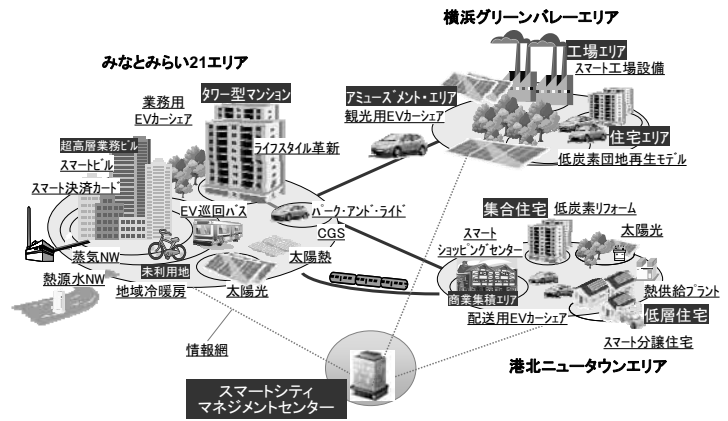 横浜グリーンバレーエリア
工場エリア
スマート工場設備
アミューズメント・エリア
観光用EVカーシェア
住宅エリア
低炭素団地再生モデル
みなとみらい21エリア
業務用
EVカーシェア
タワー型マンション
超高層業務ビル
スマートビル
スマート決済カード
ライフスタイル革新
EV巡回バス
パーク・アンド・ライド
CGS
太陽熱
蒸気NW
熱源水NW
未利用地
地域冷暖房
太陽光
情報網
集合住宅
低炭素リフォーム
スマート
ショッピングセンター
太陽光
商業集積エリア
配送用EVカーシェア
熱供給プラント
低層住宅
スマート分譲住宅
港北ニュータウンエリア
スマートシティ
マネジメントセンター